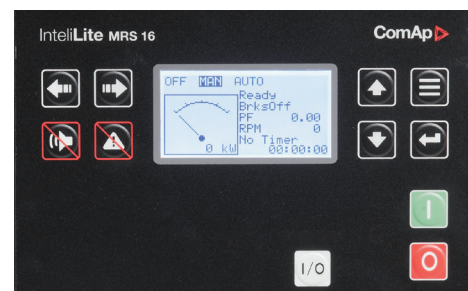 InteliLite MRS 16
ComAp
OFF MAN AUTO
Ready
BrksOff
PF 0.00
RPM 0
No Timer
0 kW 00:00:00
I
I/O
O